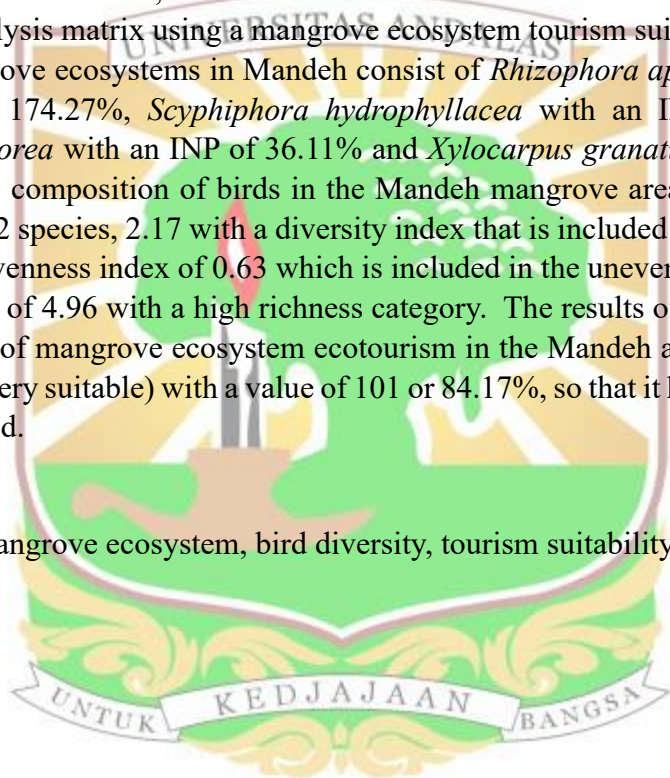 lysis matrix using a mangrove ecosystem tourism sui
UNIVERSITAS ANDALAS
ove ecosystems in Mandeh consist of Rhizophora ap
174.27%, Scyphiphora hydrophyllacea with an I
orea with an INP of 36.11% and Xylocarpus granat
composition of birds in the Mandeh mangrove area
2 species, 2.17 with a diversity index that is included
venness index of 0.63 which is included in the uneven
of 4.96 with a high richness category. The results o
of mangrove ecosystem ecotourism in the Mandeh a
ery suitable) with a value of 101 or 84.17%, so that it
d.
angrove ecosystem, bird diversity, tourism suitability
UNTUK KEDJAJAAN BANGSA